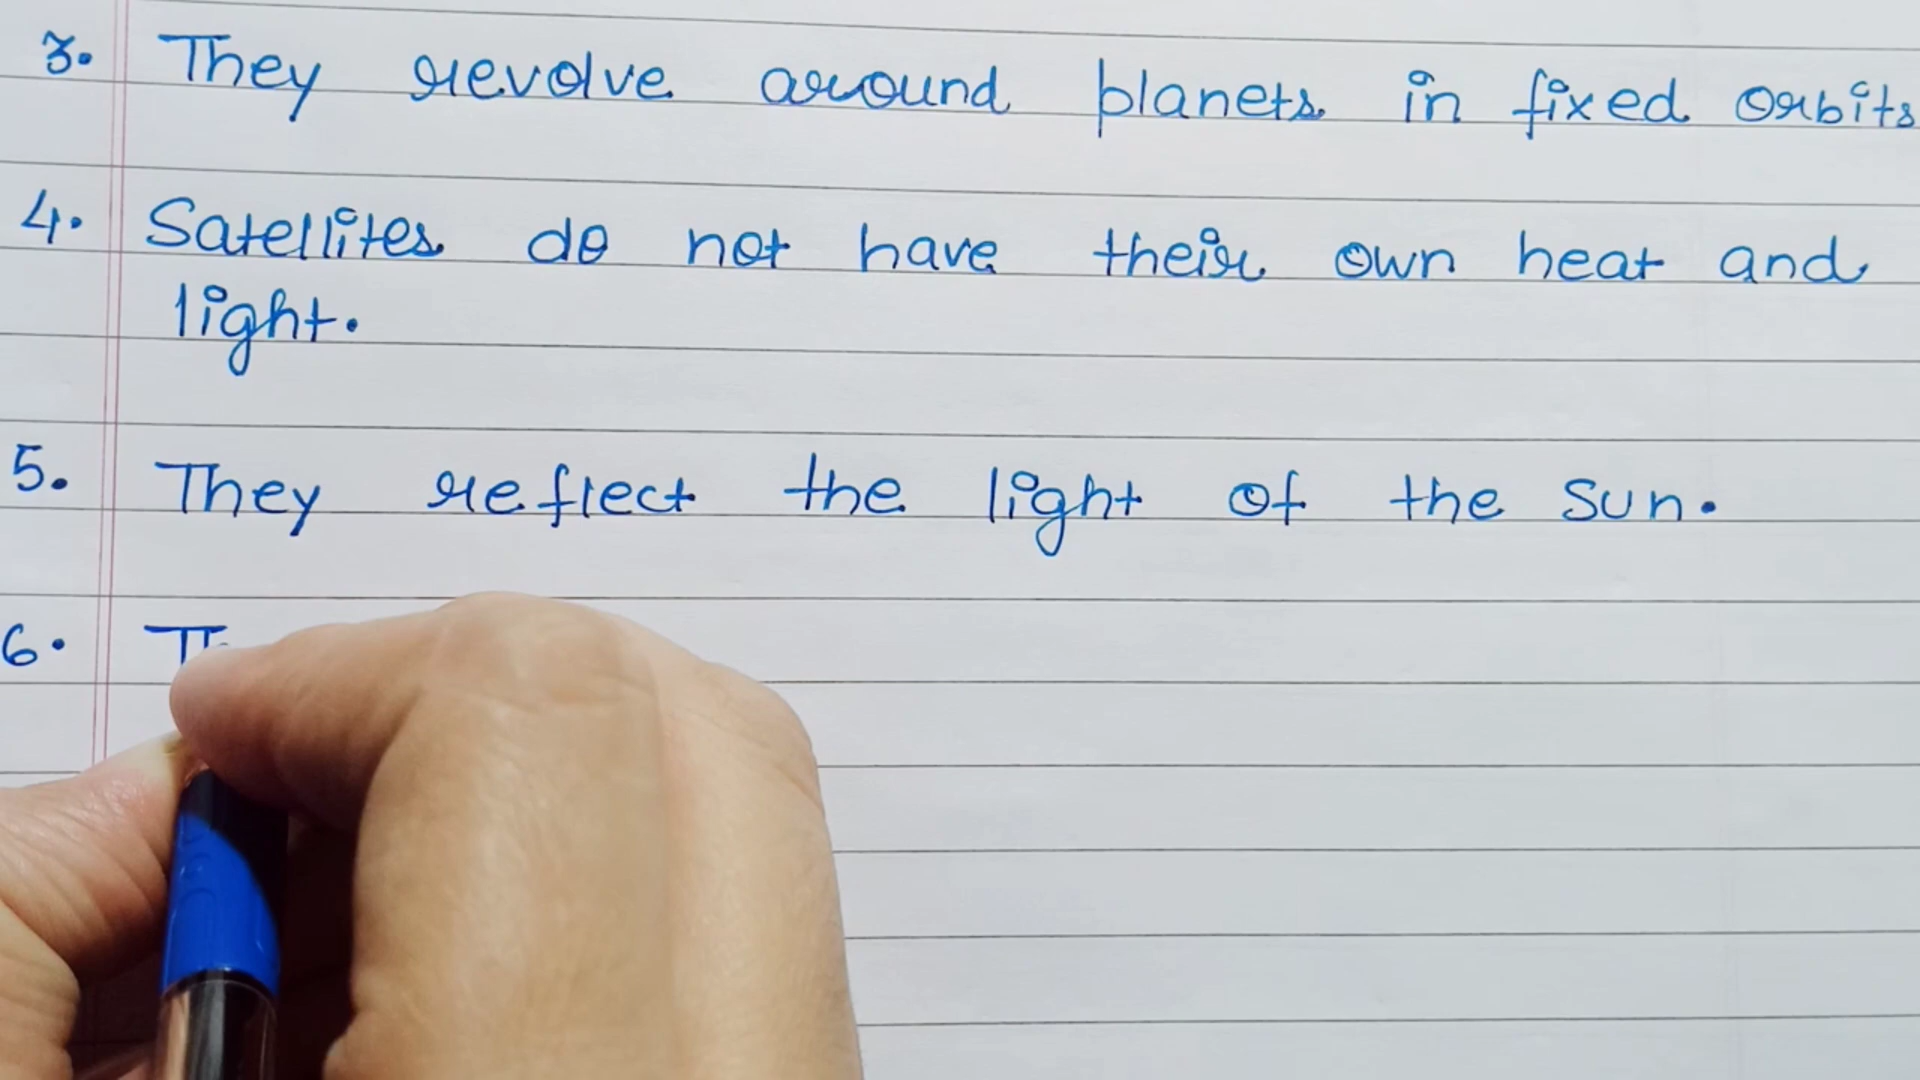 3. They revolve around planets in fixed orbits
4. Satellites do not have their own heat and
light.
5. They reflect the light of the sun.
6.